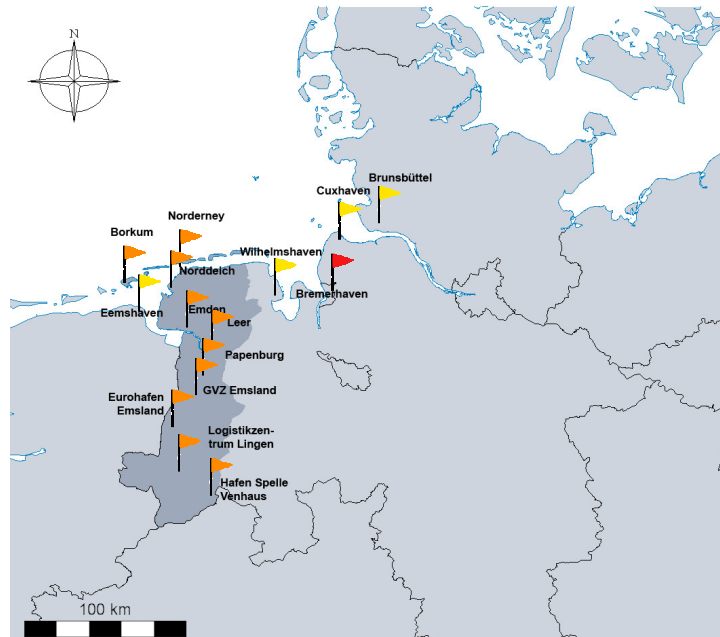 N
Brunsbüttel
Cuxhaven
Norderney
Borkum
Wilhelmshaven
Norddeich
Bremerhaven
Eemshaven
Emden
Leer
Papenburg
GVZ Emsland
Eurohafen
Emsland
Logistikzen-
trum Lingen
Hafen Spelle
Venhaus
100 km